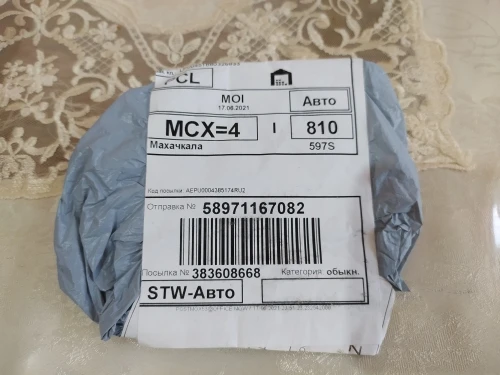 PCL
MOI
17.06.2021
Авто
MCX=4 I 810
Махачкала 597S
Код посылки: AEPU0004385174RU2
Отправка № 58971167082
Посылка № 383608668 Категория: обыкн.
STW-Авто
N